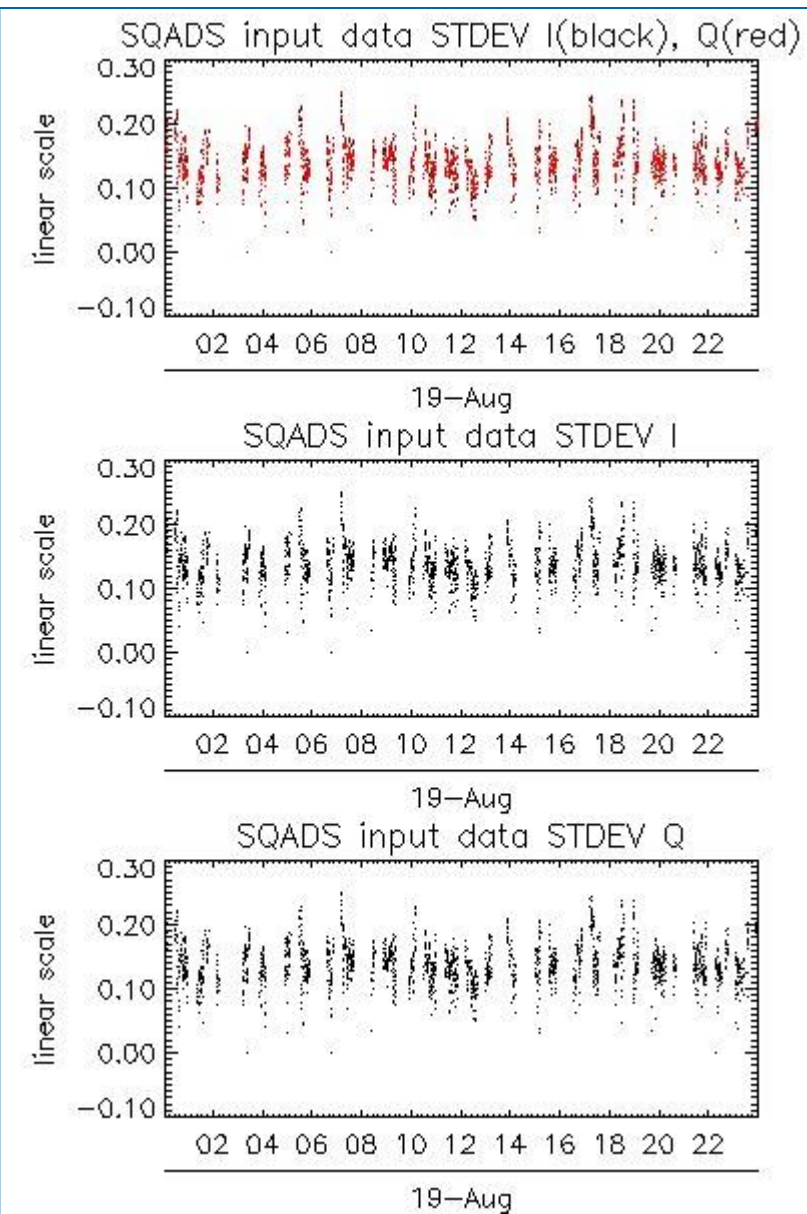 SQADS input data STDEV I(black), Q(red)
0.30
0.20
0.10
0.00
−0.10
linear scale
02 04 06 08 10 12 14 16 18 20 22
19−Aug
SQADS input data STDEV I
0.30
0.20
0.10
0.00
−0.10
linear scale
02 04 06 08 10 12 14 16 18 20 22
19−Aug
SQADS input data STDEV Q
0.30
0.20
0.10
0.00
−0.10
linear scale
02 04 06 08 10 12 14 16 18 20 22
19−Aug